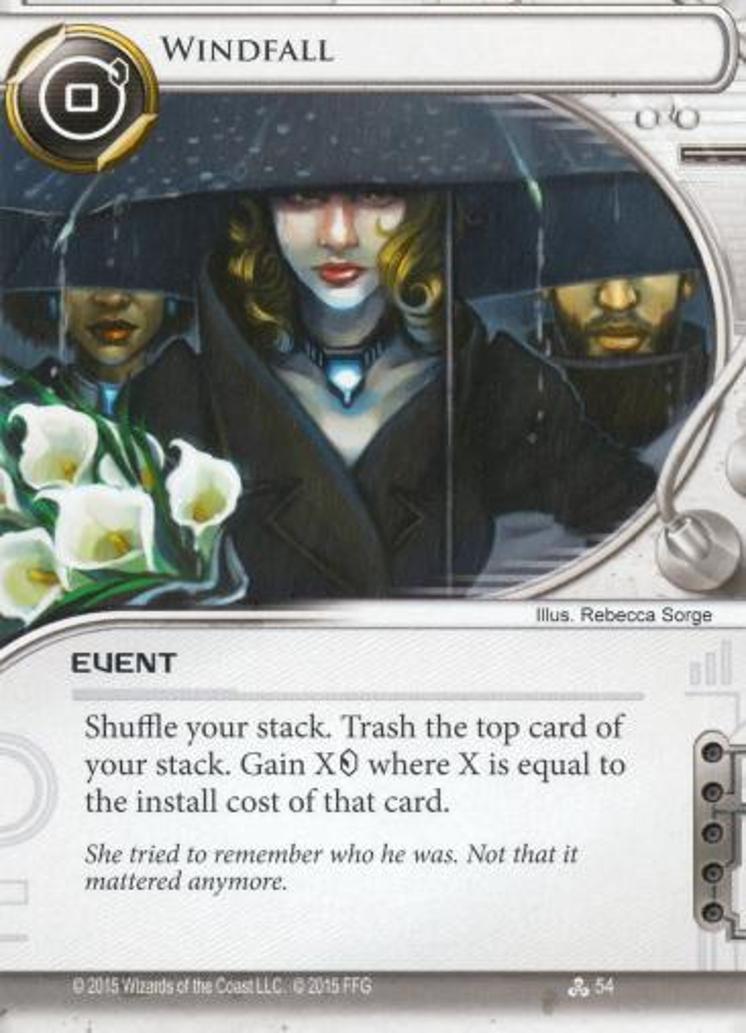 Windfall
Illus. Rebecca Sorge
EVENT
Shuffle your stack. Trash the top card of
your stack. Gain X where X is equal to
the install cost of that card.
She tried to remember who he was. Not that it
mattered anymore.
© 2015 Wizards of the Coast LLC. © 2015 FFG 54